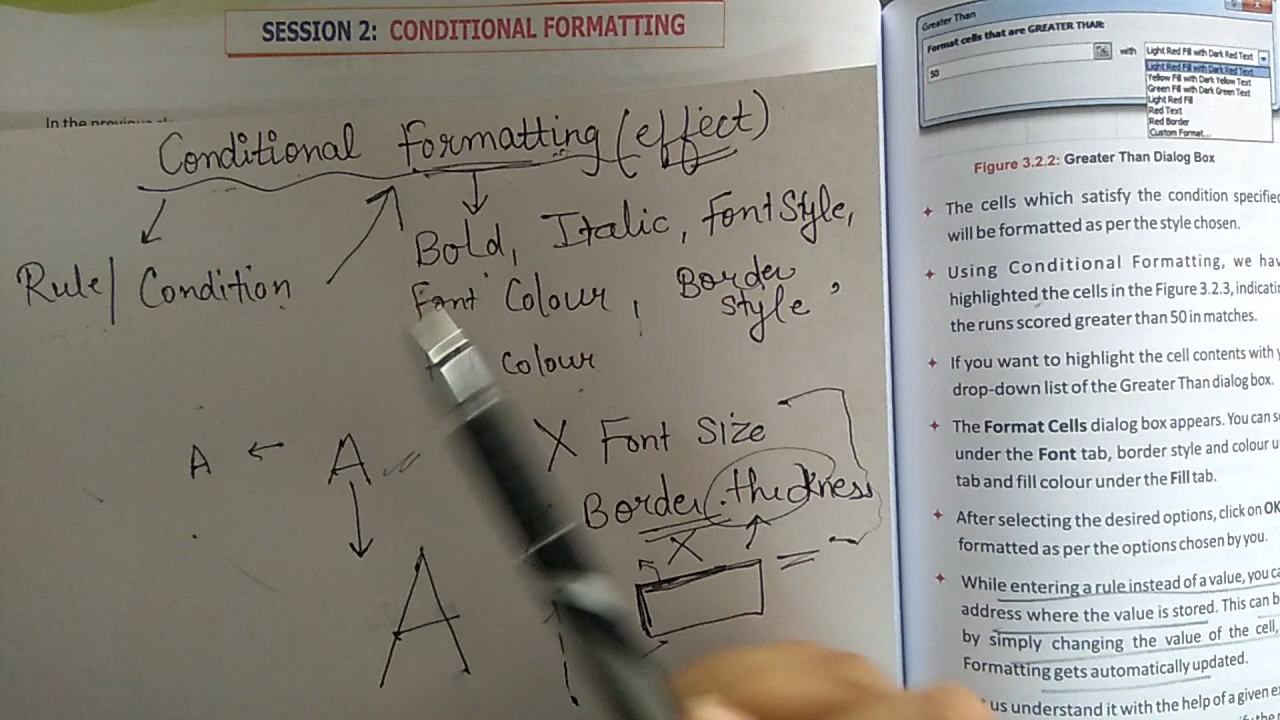 SESSION 2: CONDITIONAL FORMATTING
In the previous
Conditional Formatting (effect)
Rule/ Condition
Bold, Italic, Font Style,
Font Colour, Border style,
colour
A ← A
A
X Font Size
Border thickness
X
Greater Than
Format cells that are GREATER THAN:
50
with
Light Red Fill with Dark Red Text
Light Red Fill with Dark Red Text
Yellow Fill with Dark Yellow Text
Green Fill with Dark Green Text
Light Red Fill
Red Text
Red Border
Custom Format...
Figure 3.2.2: Greater Than Dialog Box
The cells which satisfy the condition specified
will be formatted as per the style chosen.
Using Conditional Formatting, we hav
highlighted the cells in the Figure 3.2.3, indicati
the runs scored greater than 50 in matches.
If you want to highlight the cell contents with y
drop-down list of the Greater Than dialog box.
The Format Cells dialog box appears. You can s
under the Font tab, border style and colour u
tab and fill colour under the Fill tab.
After selecting the desired options, click on OK
formatted as per the options chosen by you.
While entering a rule instead of a value, you ca
address where the value is stored. This can b
by simply changing the value of the cell,
Formatting gets automatically updated.
us understand it with the help of a given e